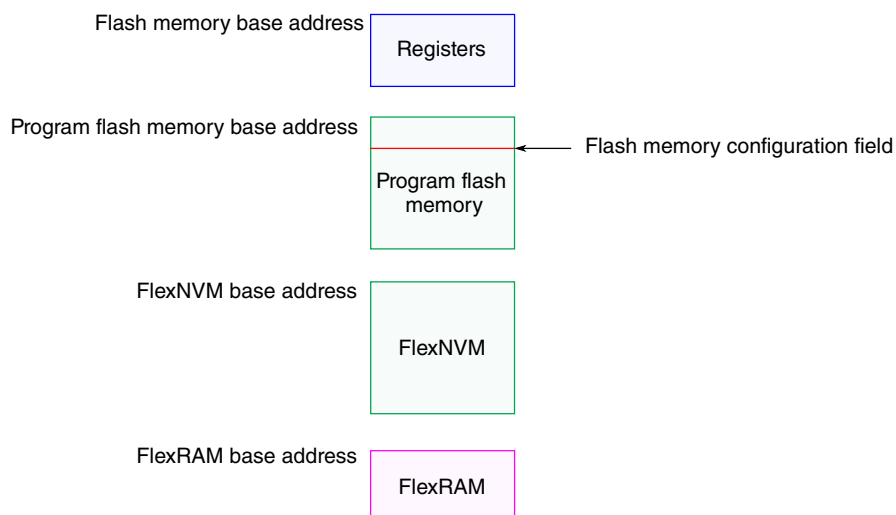 Flash memory base address
Registers
Program flash memory base address
Flash memory configuration field
Program flash
memory
FlexNVM base address
FlexNVM
FlexRAM base address
FlexRAM